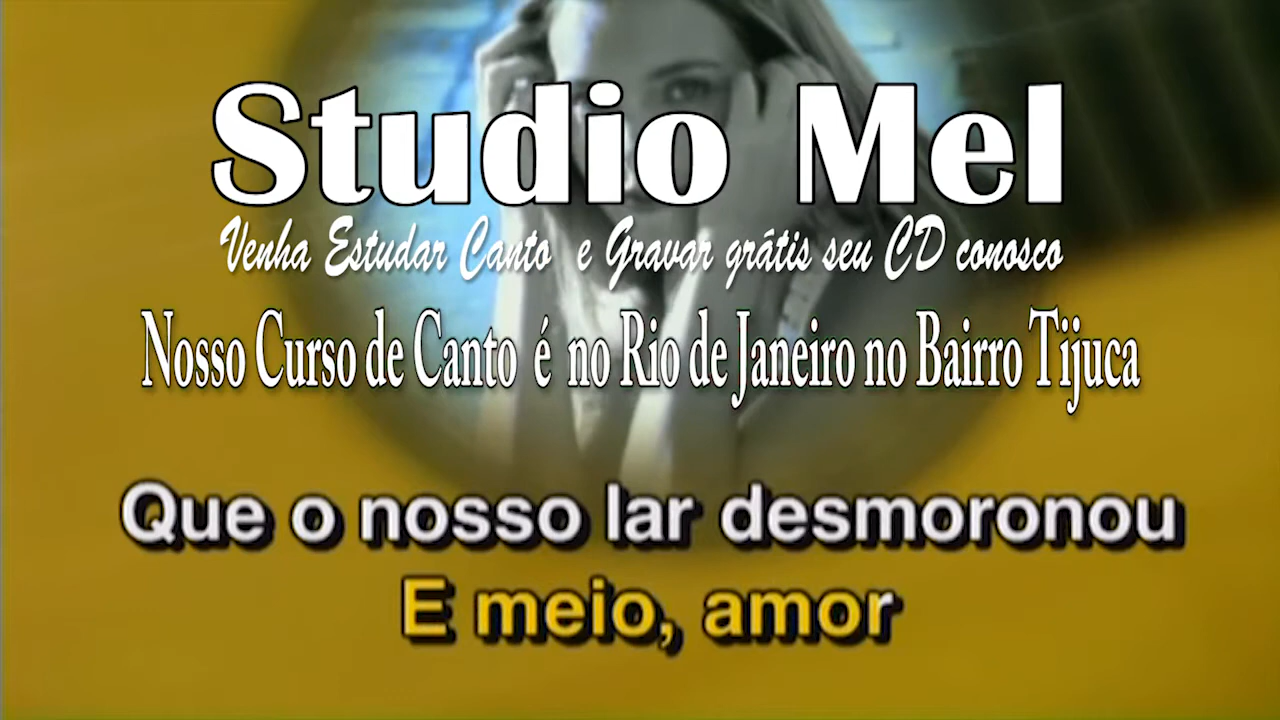 Studio Mel
Venha Estudar Canto e Gravar grátis seu CD conosco
Nosso Curso de Canto é no Rio de Janeiro no Bairro Tijuca
Que o nosso lar desmoronou
E meio, amor